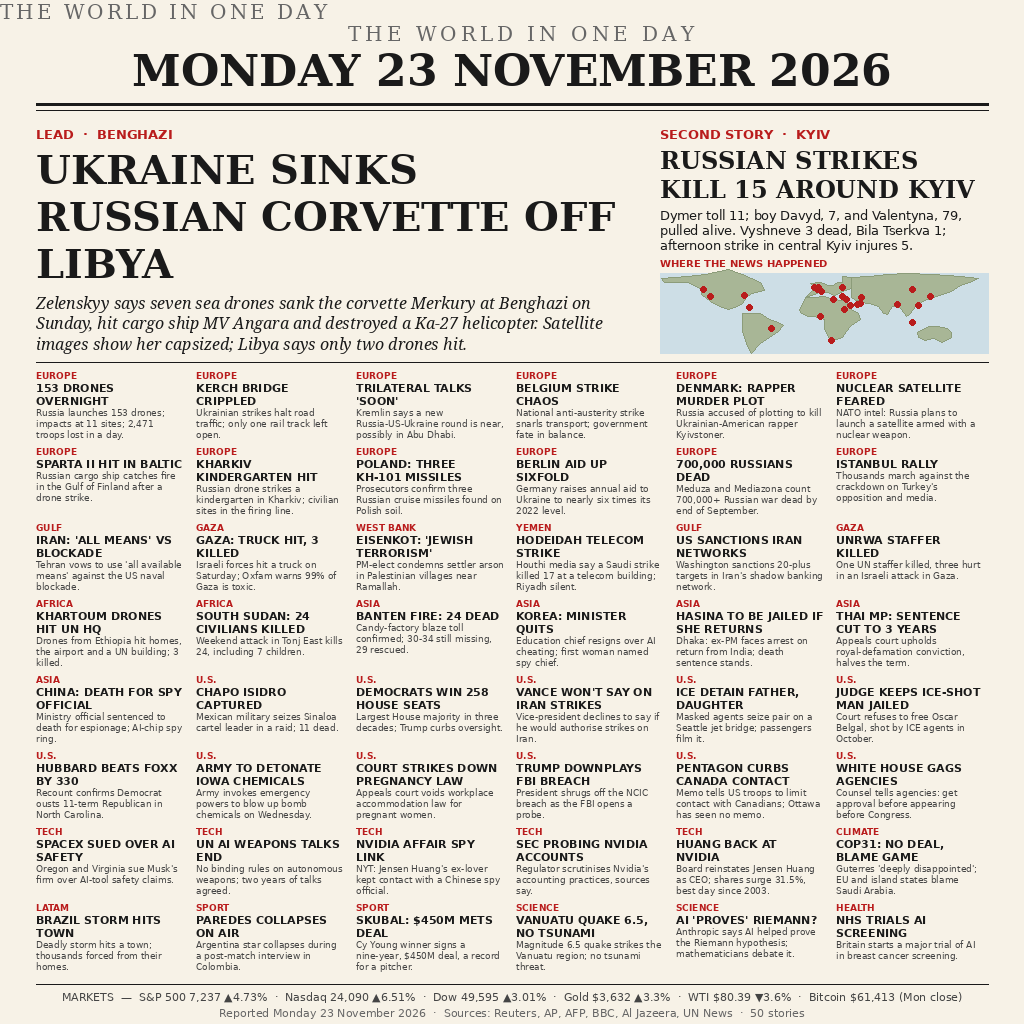 THE WORLD IN ONE DAY
THE WORLD IN ONE DAY
MONDAY 23 NOVEMBER 2026
LEAD · BENGHAZI
UKRAINE SINKS
RUSSIAN CORVETTE OFF
LIBYA
Zelenskyy says seven sea drones sank the corvette Merkury at Benghazi on
Sunday, hit cargo ship MV Angara and destroyed a Ka-27 helicopter. Satellite
images show her capsized; Libya says only two drones hit.
SECOND STORY · KYIV
RUSSIAN STRIKES
KILL 15 AROUND KYIV
Dymer toll 11; boy Davyd, 7, and Valentyna, 79,
pulled alive. Vyshneve 3 dead, Bila Tserkva 1;
afternoon strike in central Kyiv injures 5.
WHERE THE NEWS HAPPENED
EUROPE
153 DRONES
OVERNIGHT
Russia launches 153 drones;
impacts at 11 sites; 2,471
troops lost in a day.
EUROPE
KERCH BRIDGE
CRIPPLED
Ukrainian strikes halt road
traffic; only one rail track left
open.
EUROPE
TRILATERAL TALKS
'SOON'
Kremlin says a new
Russia-US-Ukraine round is near,
possibly in Abu Dhabi.
EUROPE
BELGIUM STRIKE
CHAOS
National anti-austerity strike
snarls transport; government
fate in balance.
EUROPE
DENMARK: RAPPER
MURDER PLOT
Russia accused of plotting to kill
Ukrainian-American rapper
Kyivstoner.
EUROPE
NUCLEAR SATELLITE
FEARED
NATO intel: Russia plans to
launch a satellite armed with a
nuclear weapon.
EUROPE
SPARTA II HIT IN BALTIC
Russian cargo ship catches fire
in the Gulf of Finland after a
drone strike.
EUROPE
KHARKIV
KINDERGARTEN HIT
Russian drone strikes a
kindergarten in Kharkiv; civilian
sites in the firing line.
EUROPE
POLAND: THREE
KH-101 MISSILES
Prosecutors confirm three
Russian cruise missiles found on
Polish soil.
EUROPE
BERLIN AID UP
SIXFOLD
Germany raises annual aid to
Ukraine to nearly six times its
2022 level.
EUROPE
700,000 RUSSIANS
DEAD
Meduza and Mediazona count
700,000+ Russian war dead by
end of September.
EUROPE
ISTANBUL RALLY
Thousands march against the
crackdown on Turkey's
opposition and media.
GULF
IRAN: 'ALL MEANS' VS
BLOCKADE
Tehran vows to use 'all available
means' against the US naval
blockade.
GAZA
GAZA: TRUCK HIT, 3
KILLED
Israeli forces hit a truck on
Saturday; Oxfam warns 99% of
Gaza is toxic.
WEST BANK
EISENKOT: 'JEWISH
TERRORISM'
PM-elect condemns settler arson
in Palestinian villages near
Ramallah.
YEMEN
HODEIDAH TELECOM
STRIKE
Houthi media say a Saudi strike
killed 17 at a telecom building;
Riyadh silent.
GULF
US SANCTIONS IRAN
NETWORKS
Washington sanctions 20-plus
targets in Iran's shadow banking
network.
GAZA
UNRWA STAFFER
KILLED
One UN staffer killed, three hurt
in an Israeli attack in Gaza.
AFRICA
KHARTOUM DRONES
HIT UN HQ
Drones from Ethiopia hit homes,
the airport and a UN building; 3
killed.
AFRICA
SOUTH SUDAN: 24
CIVILIANS KILLED
Weekend attack in Tonj East kills
24, including 7 children.
ASIA
BANTEN FIRE: 24 DEAD
Candy-factory blaze toll
confirmed; 30-34 still missing,
29 rescued.
ASIA
KOREA: MINISTER
QUITS
Education chief resigns over AI
cheating; first woman named
spy chief.
ASIA
HASINA TO BE JAILED IF
SHE RETURNS
Dhaka: ex-PM faces arrest on
return from India; death
sentence stands.
ASIA
THAI MP: SENTENCE
CUT TO 3 YEARS
Appeals court upholds
royal-defamation conviction,
halves the term.
ASIA
CHINA: DEATH FOR SPY
OFFICIAL
Ministry official sentenced to
death for espionage; AI-chip spy
ring.
U.S.
CHAPO ISIDRO
CAPTURED
Mexican military seizes Sinaloa
cartel leader in a raid; 11 dead.
U.S.
DEMOCRATS WIN 258
HOUSE SEATS
Largest House majority in three
decades; Trump curbs oversight.
U.S.
VANCE WON'T SAY ON
IRAN STRIKES
Vice-president declines to say if
he would authorise strikes on
Iran.
U.S.
ICE DETAIN FATHER,
DAUGHTER
Masked agents seize pair on a
Seattle jet bridge; passengers
film it.
U.S.
JUDGE KEEPS ICE-SHOT
MAN JAILED
Court refuses to free Oscar
Belgal, shot by ICE agents in
October.
U.S.
HUBBARD BEATS FOXX
BY 330
Recount confirms Democrat
ousts 11-term Republican in
North Carolina.
U.S.
ARMY TO DETONATE
IOWA CHEMICALS
Army invokes emergency
powers to blow up bomb
chemicals on Wednesday.
U.S.
COURT STRIKES DOWN
PREGNANCY LAW
Appeals court voids workplace
accommodation law for
pregnant women.
U.S.
TRUMP DOWNPLAYS
FBI BREACH
President shrugs off the NCIC
breach as the FBI opens a
probe.
U.S.
PENTAGON CURBS
CANADA CONTACT
Memo tells US troops to limit
contact with Canadians; Ottawa
has seen no memo.
U.S.
WHITE HOUSE GAGS
AGENCIES
Counsel tells agencies: get
approval before appearing
before Congress.
TECH
SPACEX SUED OVER AI
SAFETY
Oregon and Virginia sue Musk's
firm over AI-tool safety claims.
TECH
UN AI WEAPONS TALKS
END
No binding rules on autonomous
weapons; two years of talks
agreed.
TECH
NVIDIA AFFAIR SPY
LINK
NYT: Jensen Huang's ex-lover
kept contact with a Chinese spy
official.
TECH
SEC PROBING NVIDIA
ACCOUNTS
Regulator scrutinises Nvidia's
accounting practices, sources
say.
TECH
HUANG BACK AT
NVIDIA
Board reinstates Jensen Huang
as CEO; shares surge 31.5%,
best day since 2003.
CLIMATE
COP31: NO DEAL,
BLAME GAME
Guterres 'deeply disappointed';
EU and island states blame
Saudi Arabia.
LATAM
BRAZIL STORM HITS
TOWN
Deadly storm hits a town;
thousands forced from their
homes.
SPORT
PAREDES COLLAPSES
ON AIR
Argentina star collapses during
a post-match interview in
Colombia.
SPORT
SKUBAL: $450M METS
DEAL
Cy Young winner signs a
nine-year, $450M deal, a record
for a pitcher.
SCIENCE
VANUATU QUAKE 6.5,
NO TSUNAMI
Magnitude 6.5 quake strikes the
Vanuatu region; no tsunami
threat.
SCIENCE
AI 'PROVES' RIEMANN?
Anthropic says AI helped prove
the Riemann hypothesis;
mathematicians debate it.
HEALTH
NHS TRIALS AI
SCREENING
Britain starts a major trial of AI
in breast cancer screening.
MARKETS — S&P 500 7,237 ▲4.73% · Nasdaq 24,090 ▲6.51% · Dow 49,595 ▲3.01% · Gold $3,632 ▲3.3% · WTI $80.39 ▼3.6% · Bitcoin $61,413 (Mon close)
Reported Monday 23 November 2026 · Sources: Reuters, AP, AFP, BBC, Al Jazeera, UN News · 50 stories